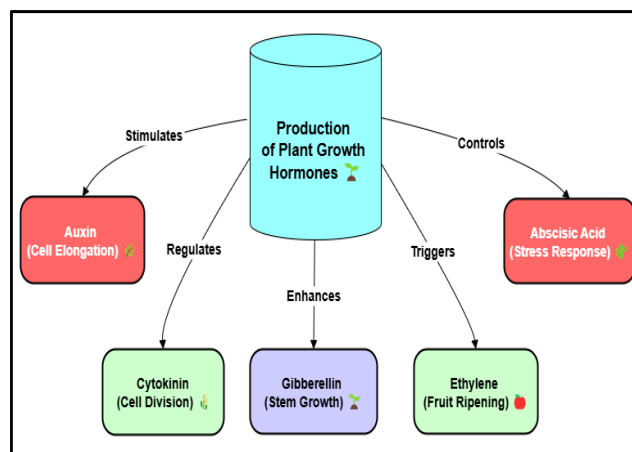 Production
of Plant Growth
Hormones 🌱
Stimulates
Controls
Auxin
(Cell Elongation) 🌿
Abscisic Acid
(Stress Response) 🌵
Regulates
Triggers
Enhances
Cytokinin
(Cell Division) 🌾
Gibberellin
(Stem Growth) 🌱
Ethylene
(Fruit Ripening) 🍎